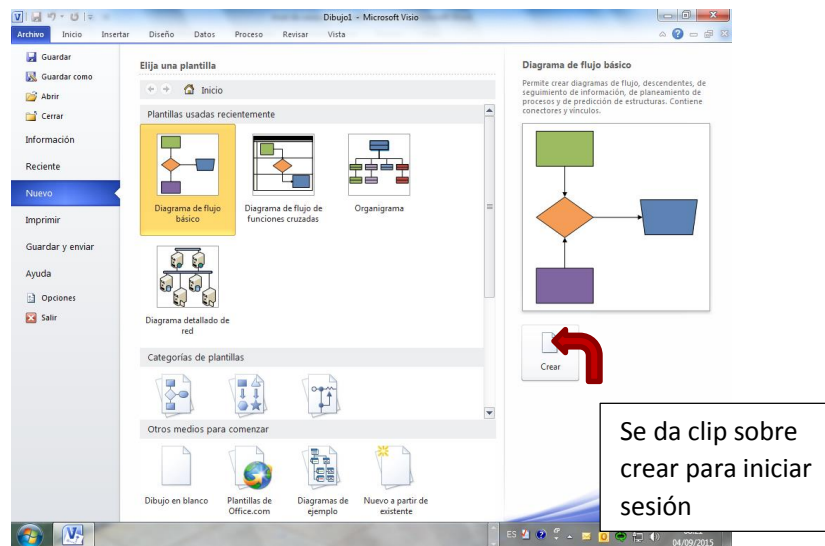 Dibujo1 - Microsoft Visio
Archivo Inicio Insertar Diseño Datos Proceso Revisar Vista
Guardar
Guardar como
Abrir
Cerrar
Información
Reciente
Nuevo
Imprimir
Guardar y enviar
Ayuda
Opciones
Salir
Elija una plantilla
Inicio
Plantillas usadas recientemente
Diagrama de flujo
básico
Diagrama de flujo de
funciones cruzadas
Organigrama
Diagrama detallado de
red
Categorías de plantillas
Otros medios para comenzar
Dibujo en blanco
Plantillas de
Office.com
Diagramas de
ejemplo
Nuevo a partir de
existente
Diagrama de flujo básico
Permite crear diagramas de flujo, descendentes, de
seguimiento de información, de planeamiento de
procesos y de predicción de estructuras. Contiene
conectores y vínculos.
Crear
Se da clip sobre
crear para iniciar
sesión
ES
04/09/2015